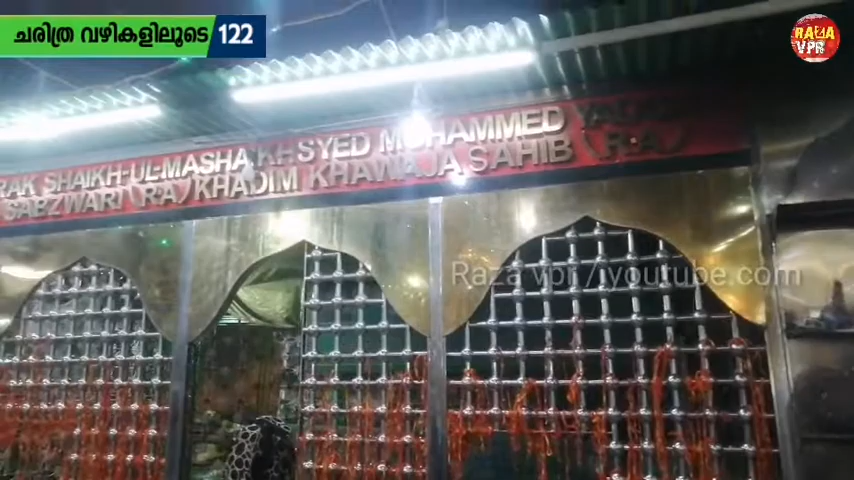 ചരിത്ര വഴികളിലൂടെ 122
RAZA
VPR
SHAIKH-UL-MASHA KH SYED MOHAMMED YA
SABZWARI (R.A) KHADIM KHAWAJA SAHIB (R.A)
Raza vpr / youtube.com